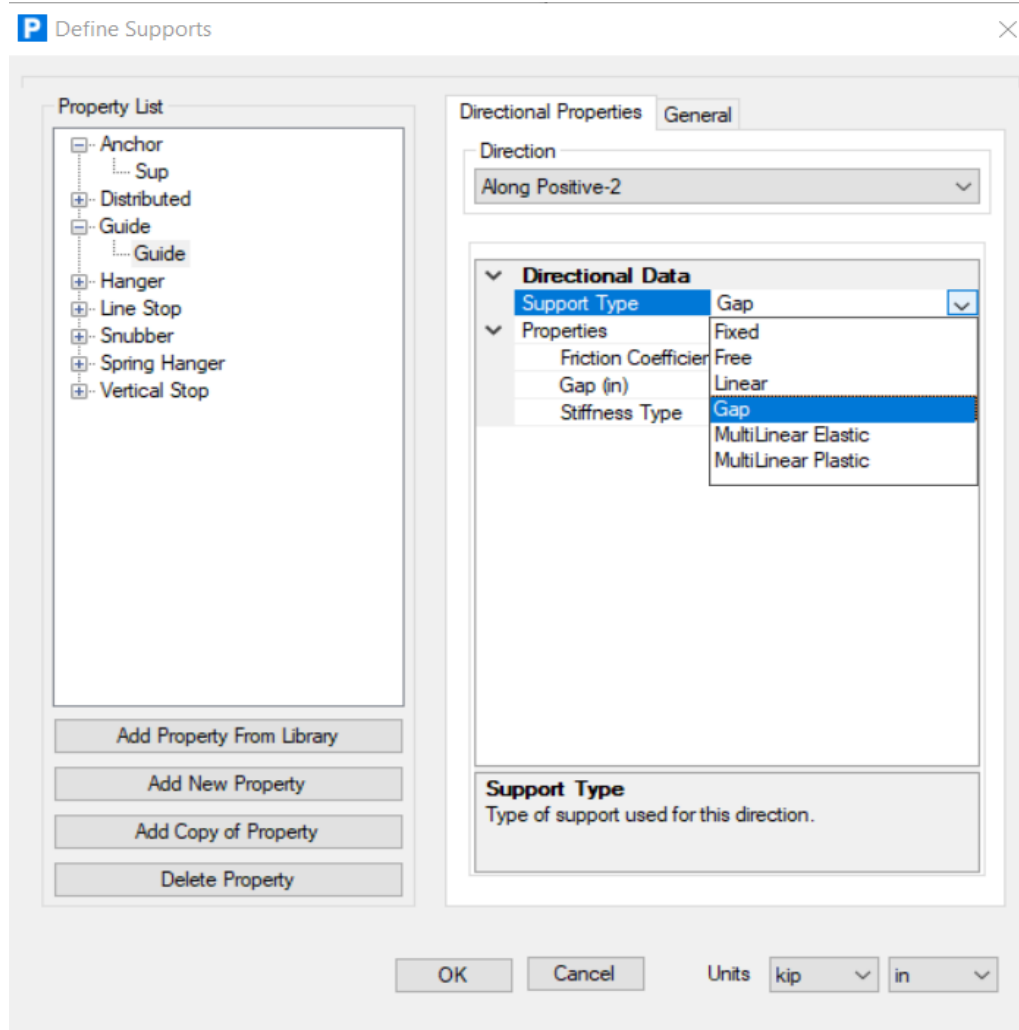 P Define Supports
Property List
Anchor
Sup
Distributed
Guide
Guide
Hanger
Line Stop
Snubber
Spring Hanger
Vertical Stop
Add Property From Library
Add New Property
Add Copy of Property
Delete Property
Directional Properties General
Direction
Along Positive-2
Directional Data
Support Type Gap
Properties
Friction Coefficier
Gap (in)
Stiffness Type
Fixed
Free
Linear
Gap
MultiLinear Elastic
MultiLinear Plastic
Support Type
Type of support used for this direction.
OK Cancel Units kip in